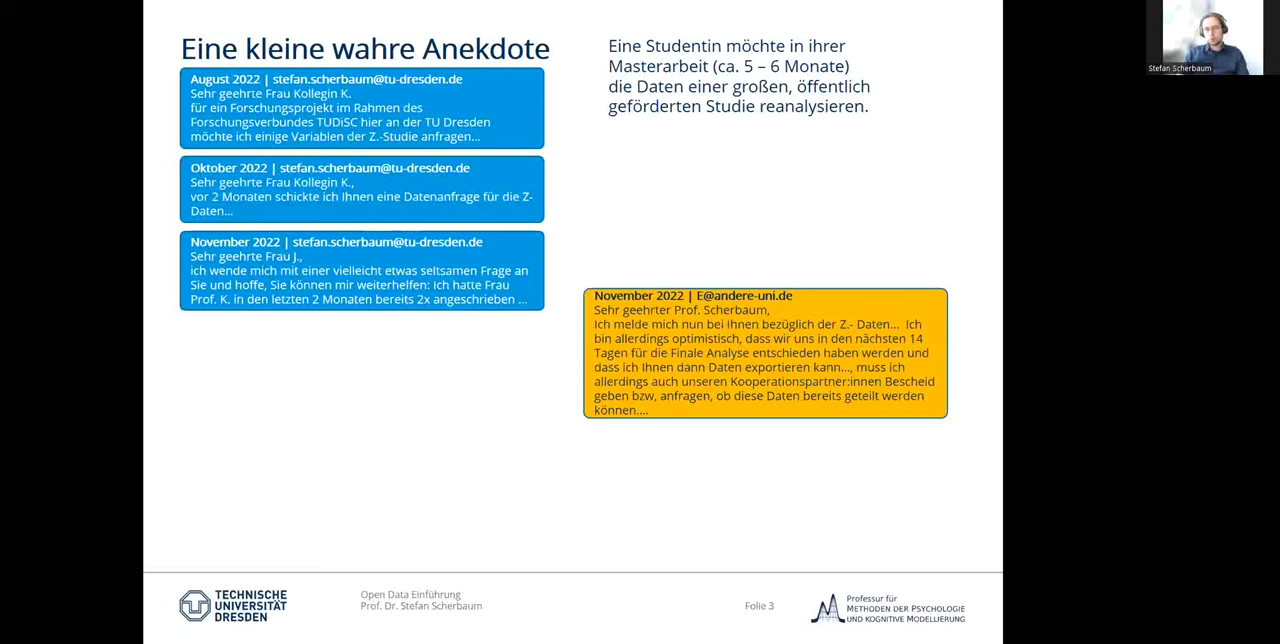 Eine kleine wahre Anekdote
August 2022 | stefan.scherbaum@tu-dresden.de
Sehr geehrte Frau Kollegin K.
für ein Forschungsprojekt im Rahmen des
Forschungsverbundes TUDiSC hier an der TU Dresden
möchte ich einige Variablen der Z.-Studie anfragen...
Oktober 2022 | stefan.scherbaum@tu-dresden.de
Sehr geehrte Frau Kollegin K.,
vor 2 Monaten schickte ich Ihnen eine Datenanfrage für die Z-
Daten...
November 2022 | stefan.scherbaum@tu-dresden.de
Sehr geehrte Frau J.,
ich wende mich mit einer vielleicht etwas seltsamen Frage an
Sie und hoffe, Sie können mir weiterhelfen: Ich hatte Frau
Prof. K. in den letzten 2 Monaten bereits 2x angeschrieben ...
Eine Studentin möchte in ihrer
Masterarbeit (ca. 5 – 6 Monate)
die Daten einer großen, öffentlich
geförderten Studie reanalysieren.
November 2022 | E@andere-uni.de
Sehr geehrter Prof. Scherbaum,
Ich melde mich nun bei Ihnen bezüglich der Z.- Daten... Ich
bin allerdings optimistisch, dass wir uns in den nächsten 14
Tagen für die Finale Analyse entschieden haben werden und
dass ich Ihnen dann Daten exportieren kann..., muss ich
allerdings auch unseren Kooperationspartner:innen Bescheid
geben bzw, anfragen, ob diese Daten bereits geteilt werden
können....
Stefan Scherbaum
TECHNISCHE
UNIVERSITÄT
DRESDEN
Open Data Einführung
Prof. Dr. Stefan Scherbaum
Folie 3
Professur für
METHODEN DER PSYCHOLOGIE
UND KOGNITIVE MODELLIERUNG